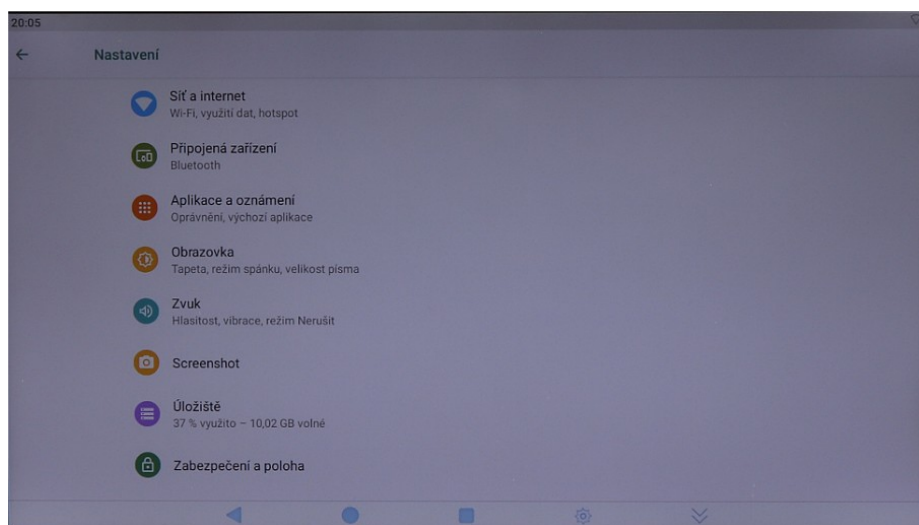 20:05
Nastavení
Síť a internet
Wi-Fi, využití dat, hotspot
Připojená zařízení
Bluetooth
Aplikace a oznámení
Oprávnění, výchozí aplikace
Obrazovka
Tapeta, režim spánku, velikost písma
Zvuk
Hlasitost, vibrace, režim Nerušit
Screenshot
Úložiště
37 % využito – 10,02 GB volné
Zabezpečení a poloha